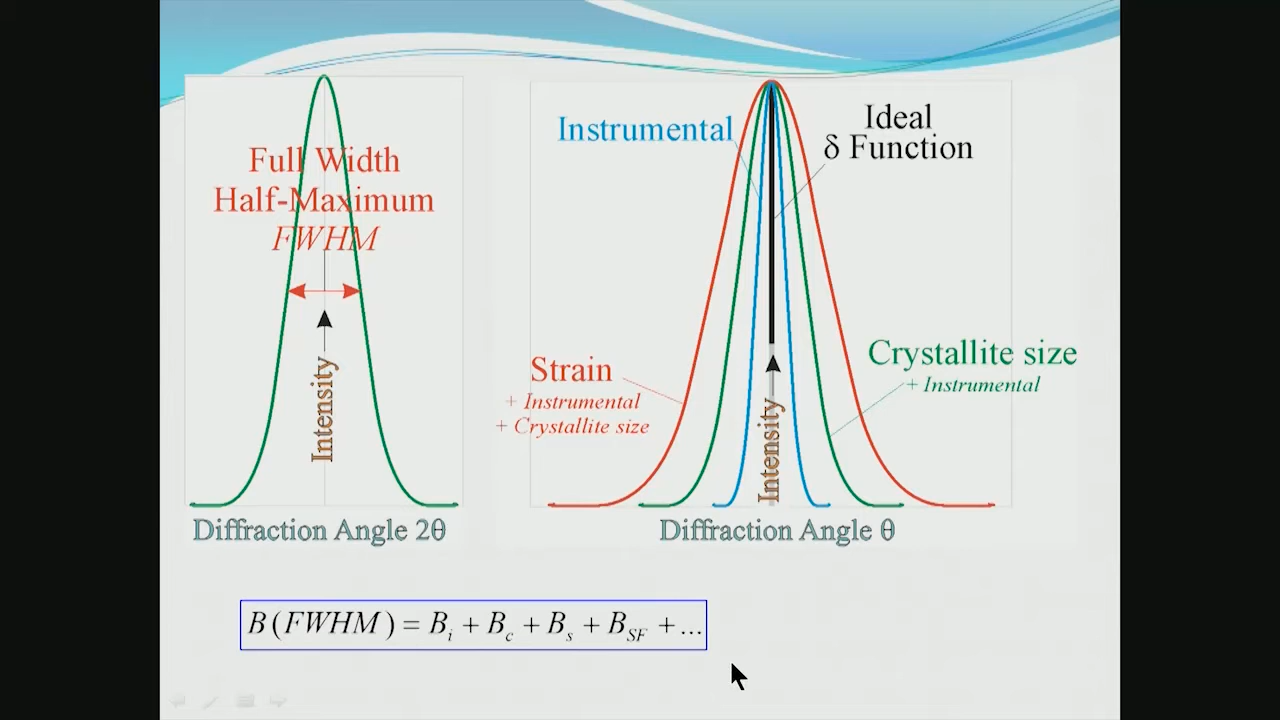 Full Width
Half-Maximum
FWHM
Intensity
Diffraction Angle 2θ
Instrumental
Ideal
δ Function
Strain
+ Instrumental
+ Crystallite size
Crystallite size
+ Instrumental
Intensity
Diffraction Angle θ
B(FWHM) = B_i + B_c + B_s + B_SF + ...